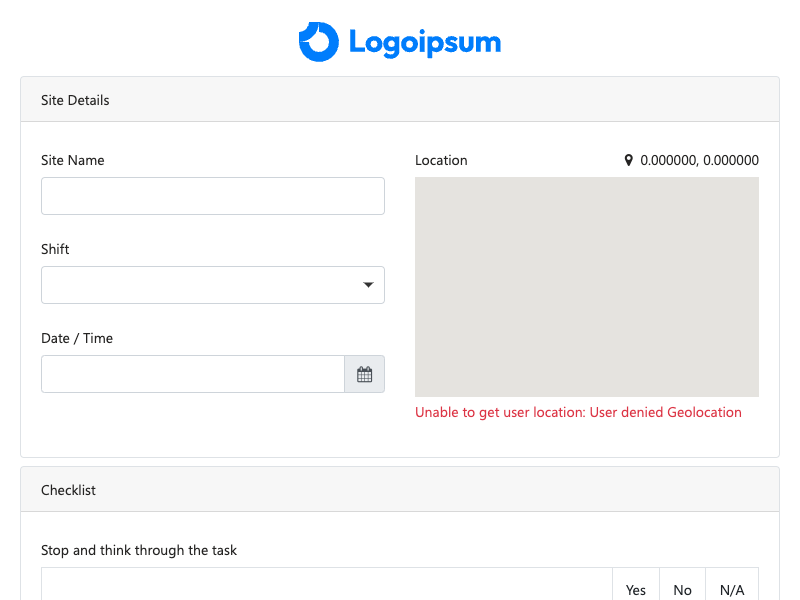 Logoipsum
Site Details
Site Name
Location
0.000000, 0.000000
Shift
Date / Time
Unable to get user location: User denied Geolocation
Checklist
Stop and think through the task
Yes
No
N/A